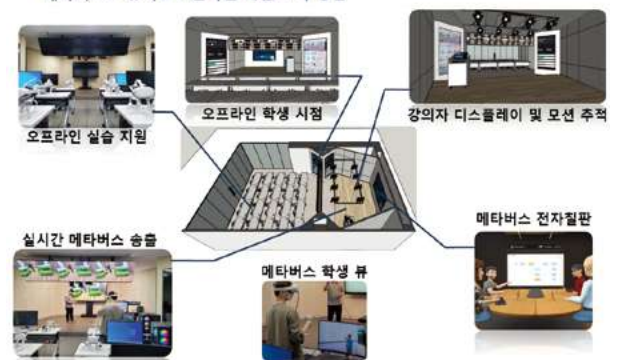 오프라인 학생 시점
강의자 디스플레이 및 모션 추적
오프라인 실습 지원
메타버스 전자칠판
실시간 메타버스 송출
메타버스 학생 뷰